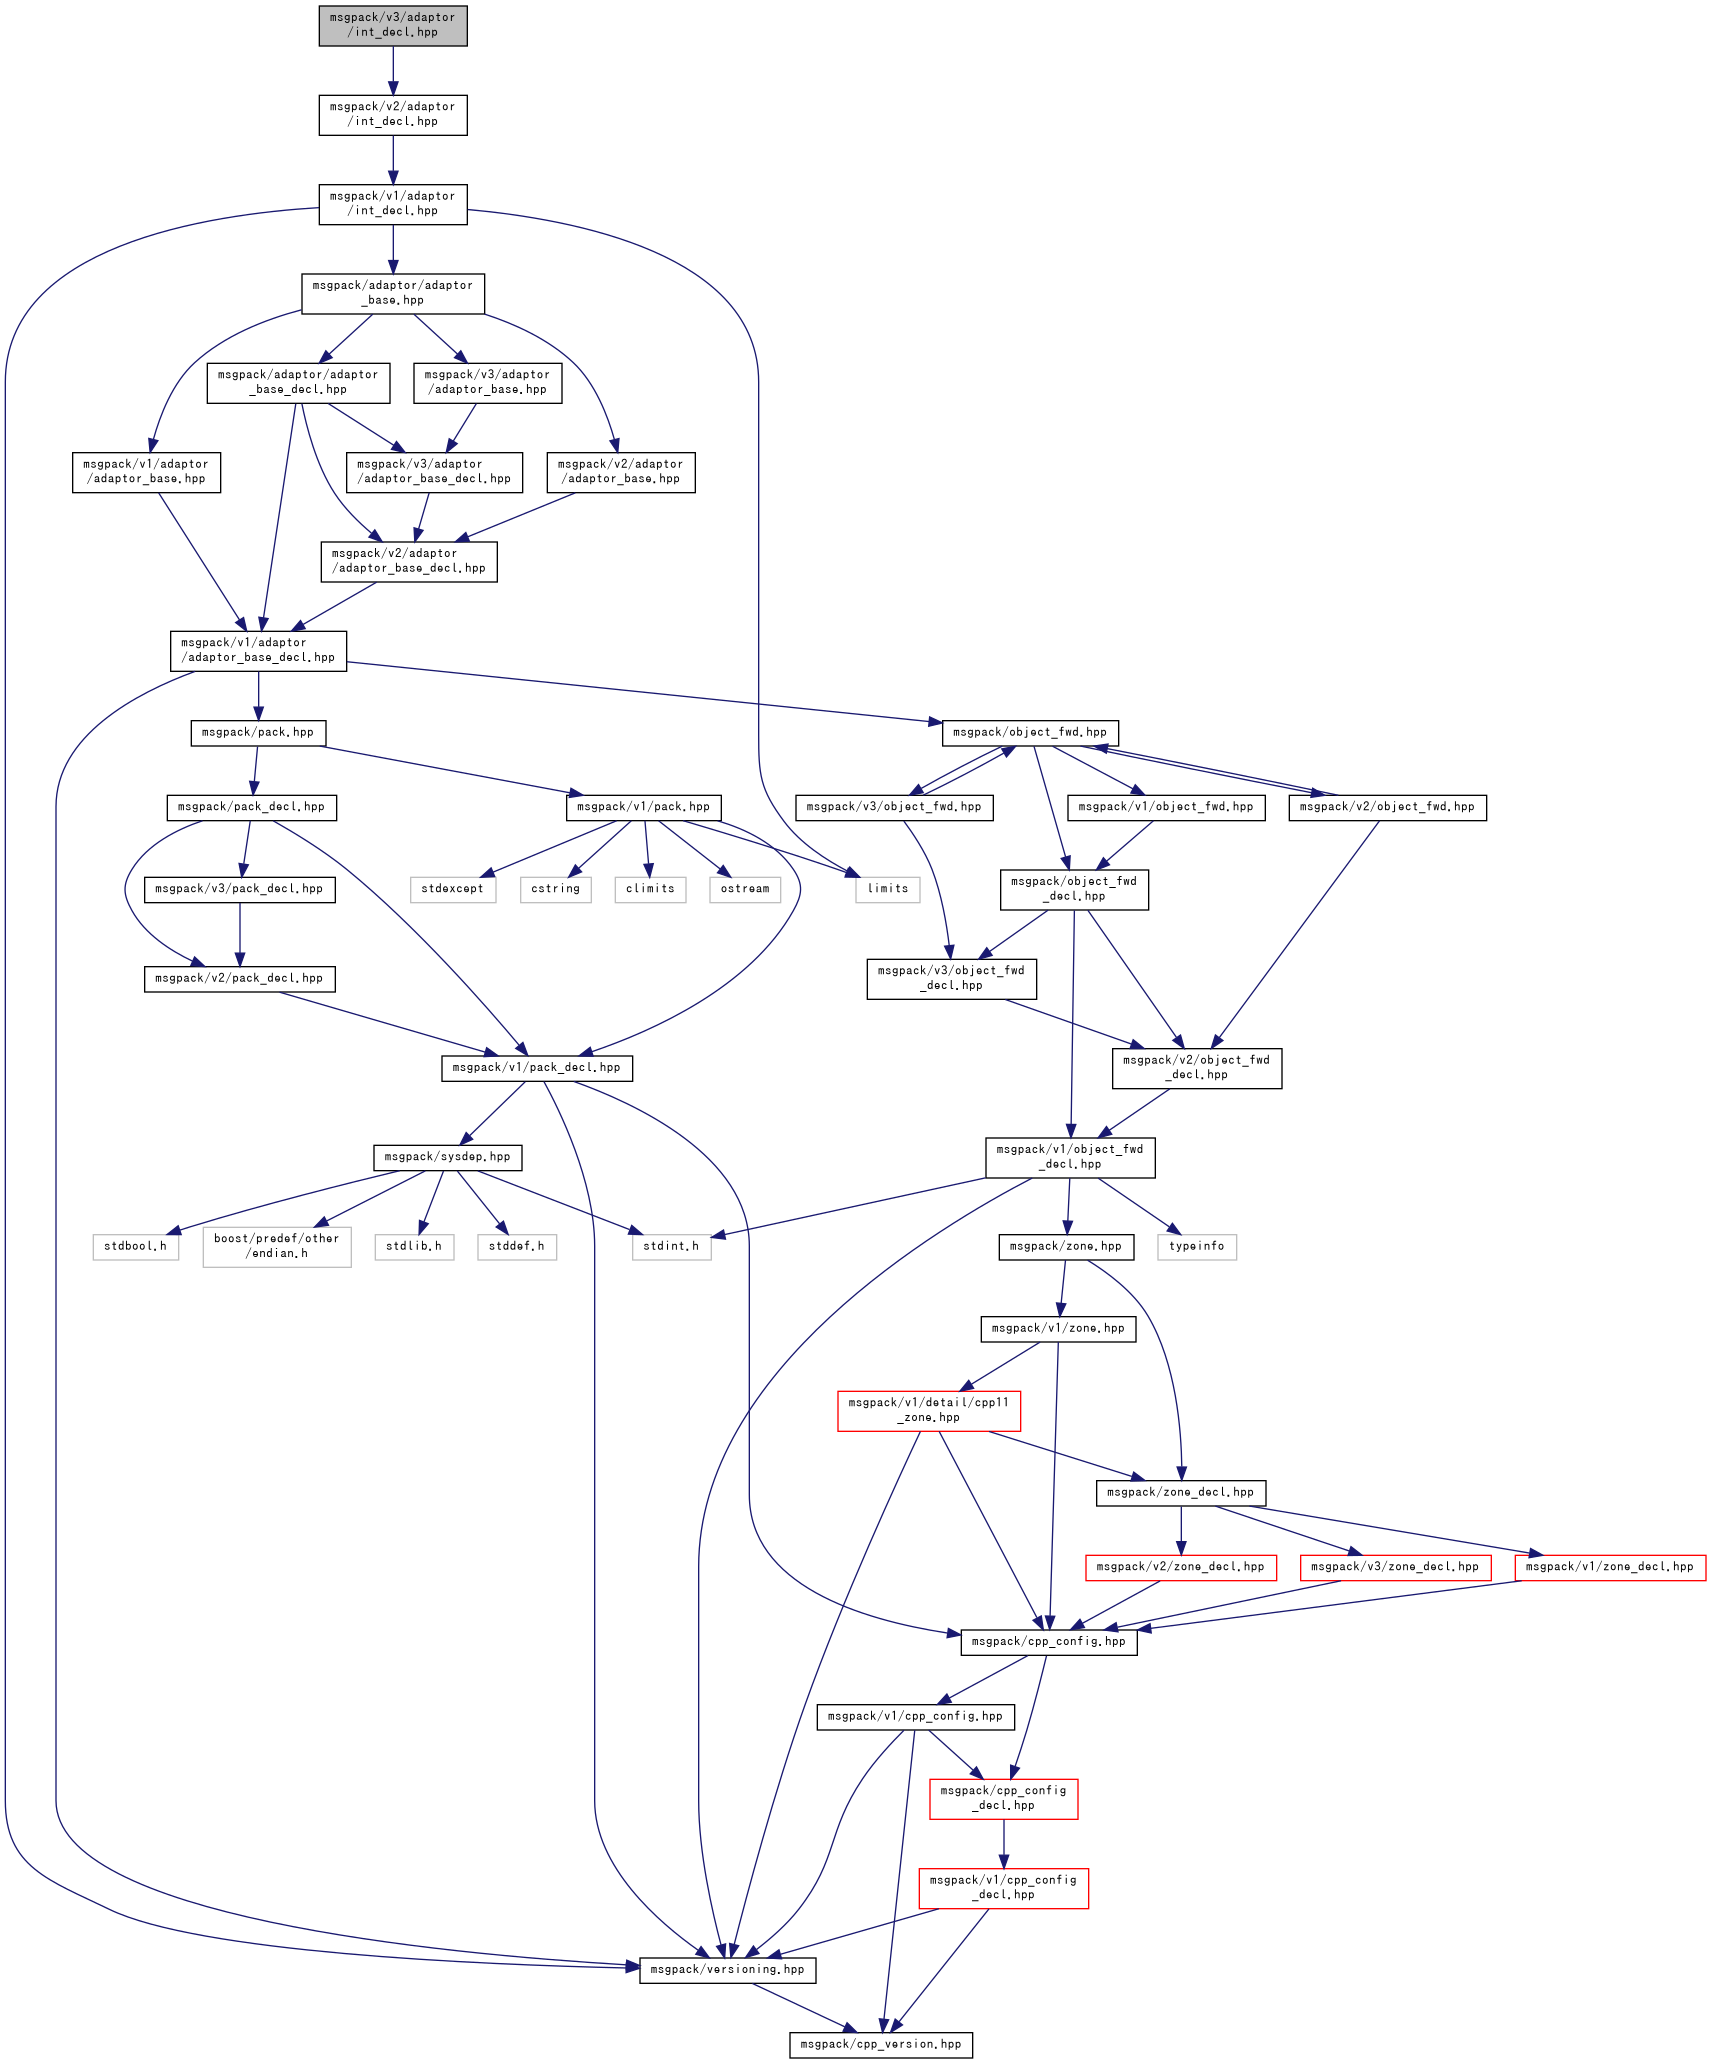 msgpack/v3/adaptor
/int_decl.hpp
msgpack/v2/adaptor
/int_decl.hpp
msgpack/v1/adaptor
/int_decl.hpp
msgpack/adaptor/adaptor
_base.hpp
msgpack/adaptor/adaptor
_base_decl.hpp
msgpack/v3/adaptor
/adaptor_base.hpp
msgpack/v1/adaptor
/adaptor_base.hpp
msgpack/v3/adaptor
/adaptor_base_decl.hpp
msgpack/v2/adaptor
/adaptor_base.hpp
msgpack/v2/adaptor
/adaptor_base_decl.hpp
msgpack/v1/adaptor
/adaptor_base_decl.hpp
msgpack/pack.hpp
msgpack/object_fwd.hpp
msgpack/pack_decl.hpp
msgpack/v1/pack.hpp
msgpack/v3/object_fwd.hpp
msgpack/v1/object_fwd.hpp
msgpack/v2/object_fwd.hpp
msgpack/v3/pack_decl.hpp
stdexcept
cstring
climits
ostream
limits
msgpack/object_fwd
_decl.hpp
msgpack/v2/pack_decl.hpp
msgpack/v3/object_fwd
_decl.hpp
msgpack/v1/pack_decl.hpp
msgpack/v2/object_fwd
_decl.hpp
msgpack/sysdep.hpp
msgpack/v1/object_fwd
_decl.hpp
stdbool.h
boost/predef/other
/endian.h
stdlib.h
stddef.h
stdint.h
msgpack/zone.hpp
typeinfo
msgpack/v1/zone.hpp
msgpack/v1/detail/cpp11
_zone.hpp
msgpack/zone_decl.hpp
msgpack/v2/zone_decl.hpp
msgpack/v3/zone_decl.hpp
msgpack/v1/zone_decl.hpp
msgpack/cpp_config.hpp
msgpack/v1/cpp_config.hpp
msgpack/cpp_config
_decl.hpp
msgpack/v1/cpp_config
_decl.hpp
msgpack/versioning.hpp
msgpack/cpp_version.hpp